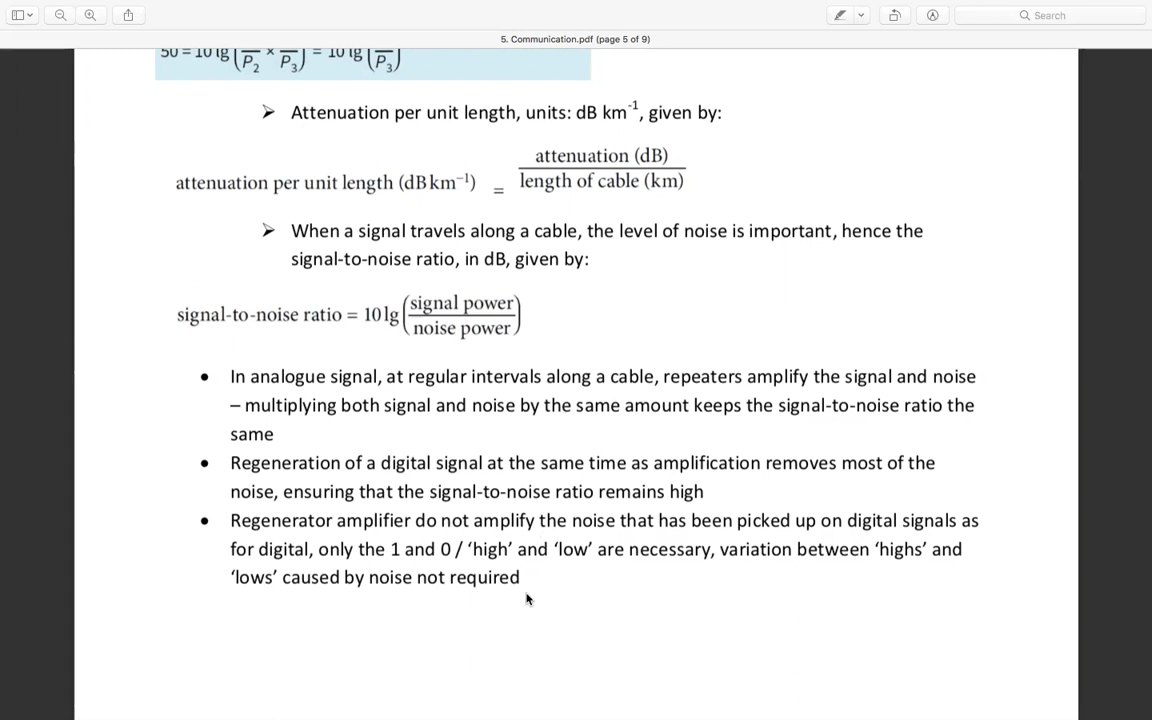 Search
5. Communication.pdf (page 5 of 9)
50 = 10 lg ( / P2 × / P3 ) = 10 lg ( / P3 )
➢ Attenuation per unit length, units: dB km-1, given by:
attenuation per unit length (dB km−1) = attenuation (dB) / length of cable (km)
➢ When a signal travels along a cable, the level of noise is important, hence the
signal-to-noise ratio, in dB, given by:
signal-to-noise ratio = 10 lg (signal power / noise power)
• In analogue signal, at regular intervals along a cable, repeaters amplify the signal and noise
– multiplying both signal and noise by the same amount keeps the signal-to-noise ratio the
same
• Regeneration of a digital signal at the same time as amplification removes most of the
noise, ensuring that the signal-to-noise ratio remains high
• Regenerator amplifier do not amplify the noise that has been picked up on digital signals as
for digital, only the 1 and 0 / ‘high’ and ‘low’ are necessary, variation between ‘highs’ and
‘lows’ caused by noise not required